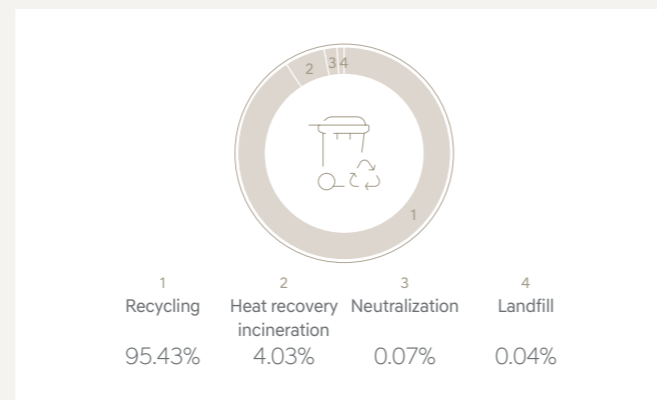 2 3 4
1
1 2 3 4
Recycling Heat recovery Neutralization Landfill
incineration
95.43% 4.03% 0.07% 0.04%